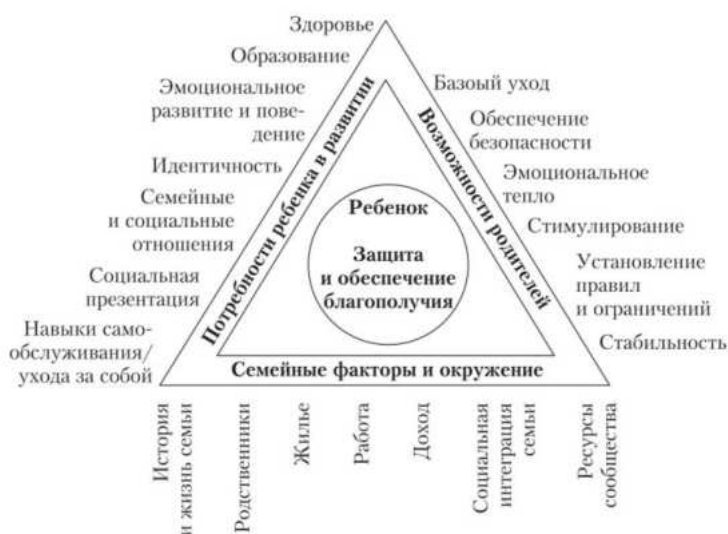 Здоровье
Образование
Эмоциональное
развитие и пове-
дение
Идентичность
Семейные
и социальные
отношения
Социальная
презентация
Навыки само-
обслуживания/
ухода за собой
Потребности ребенка в развитии
Базоый уход
Обеспечение
безопасности
Эмоциональное
тепло
Стимулирование
Установление
правил
и ограничений
Стабильность
Возможности родителей
Ребенок
Защита
и обеспечение
благополучия
Семейные факторы и окружение
История
и жизнь семьи
Родственники
Жилье
Работа
Доход
Социальная
интеграция
семьи
Ресурсы
сообщества